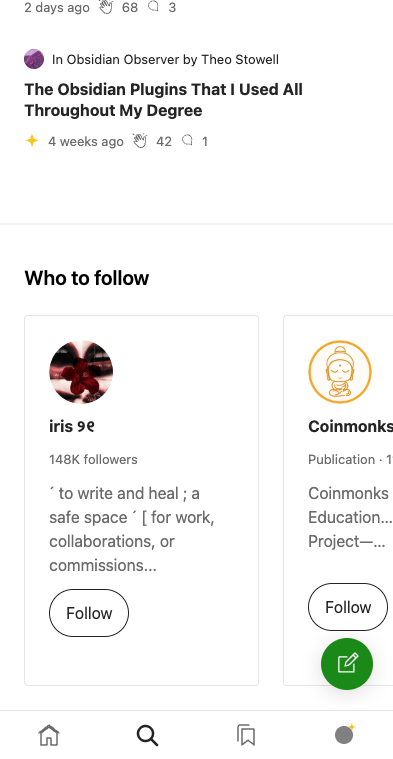 2 days ago 68 3
In Obsidian Observer by Theo Stowell
The Obsidian Plugins That I Used All
Throughout My Degree
4 weeks ago 42 1
Who to follow
iris ୨୧
148K followers
´ to write and heal ; a
safe space ´ [ for work,
collaborations, or
commissions...
Follow
Coinmonks
Publication · 1
Coinmonks
Education...
Project—...
Follow